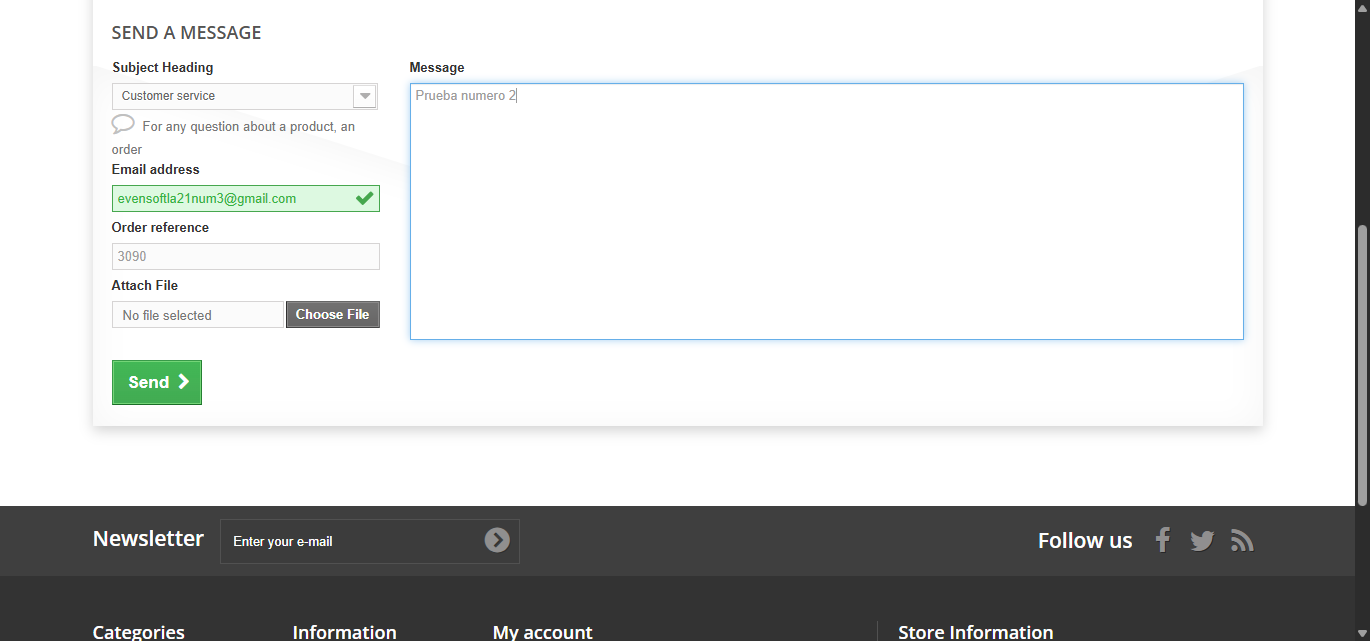 SEND A MESSAGE
Subject Heading
Customer service
For any question about a product, an
order
Email address
evensoftla21num3@gmail.com
Order reference
3090
Attach File
No file selected
Choose File
Send
Message
Prueba numero 2
Newsletter
Enter your e-mail
Follow us
Categories
Information
My account
Store Information